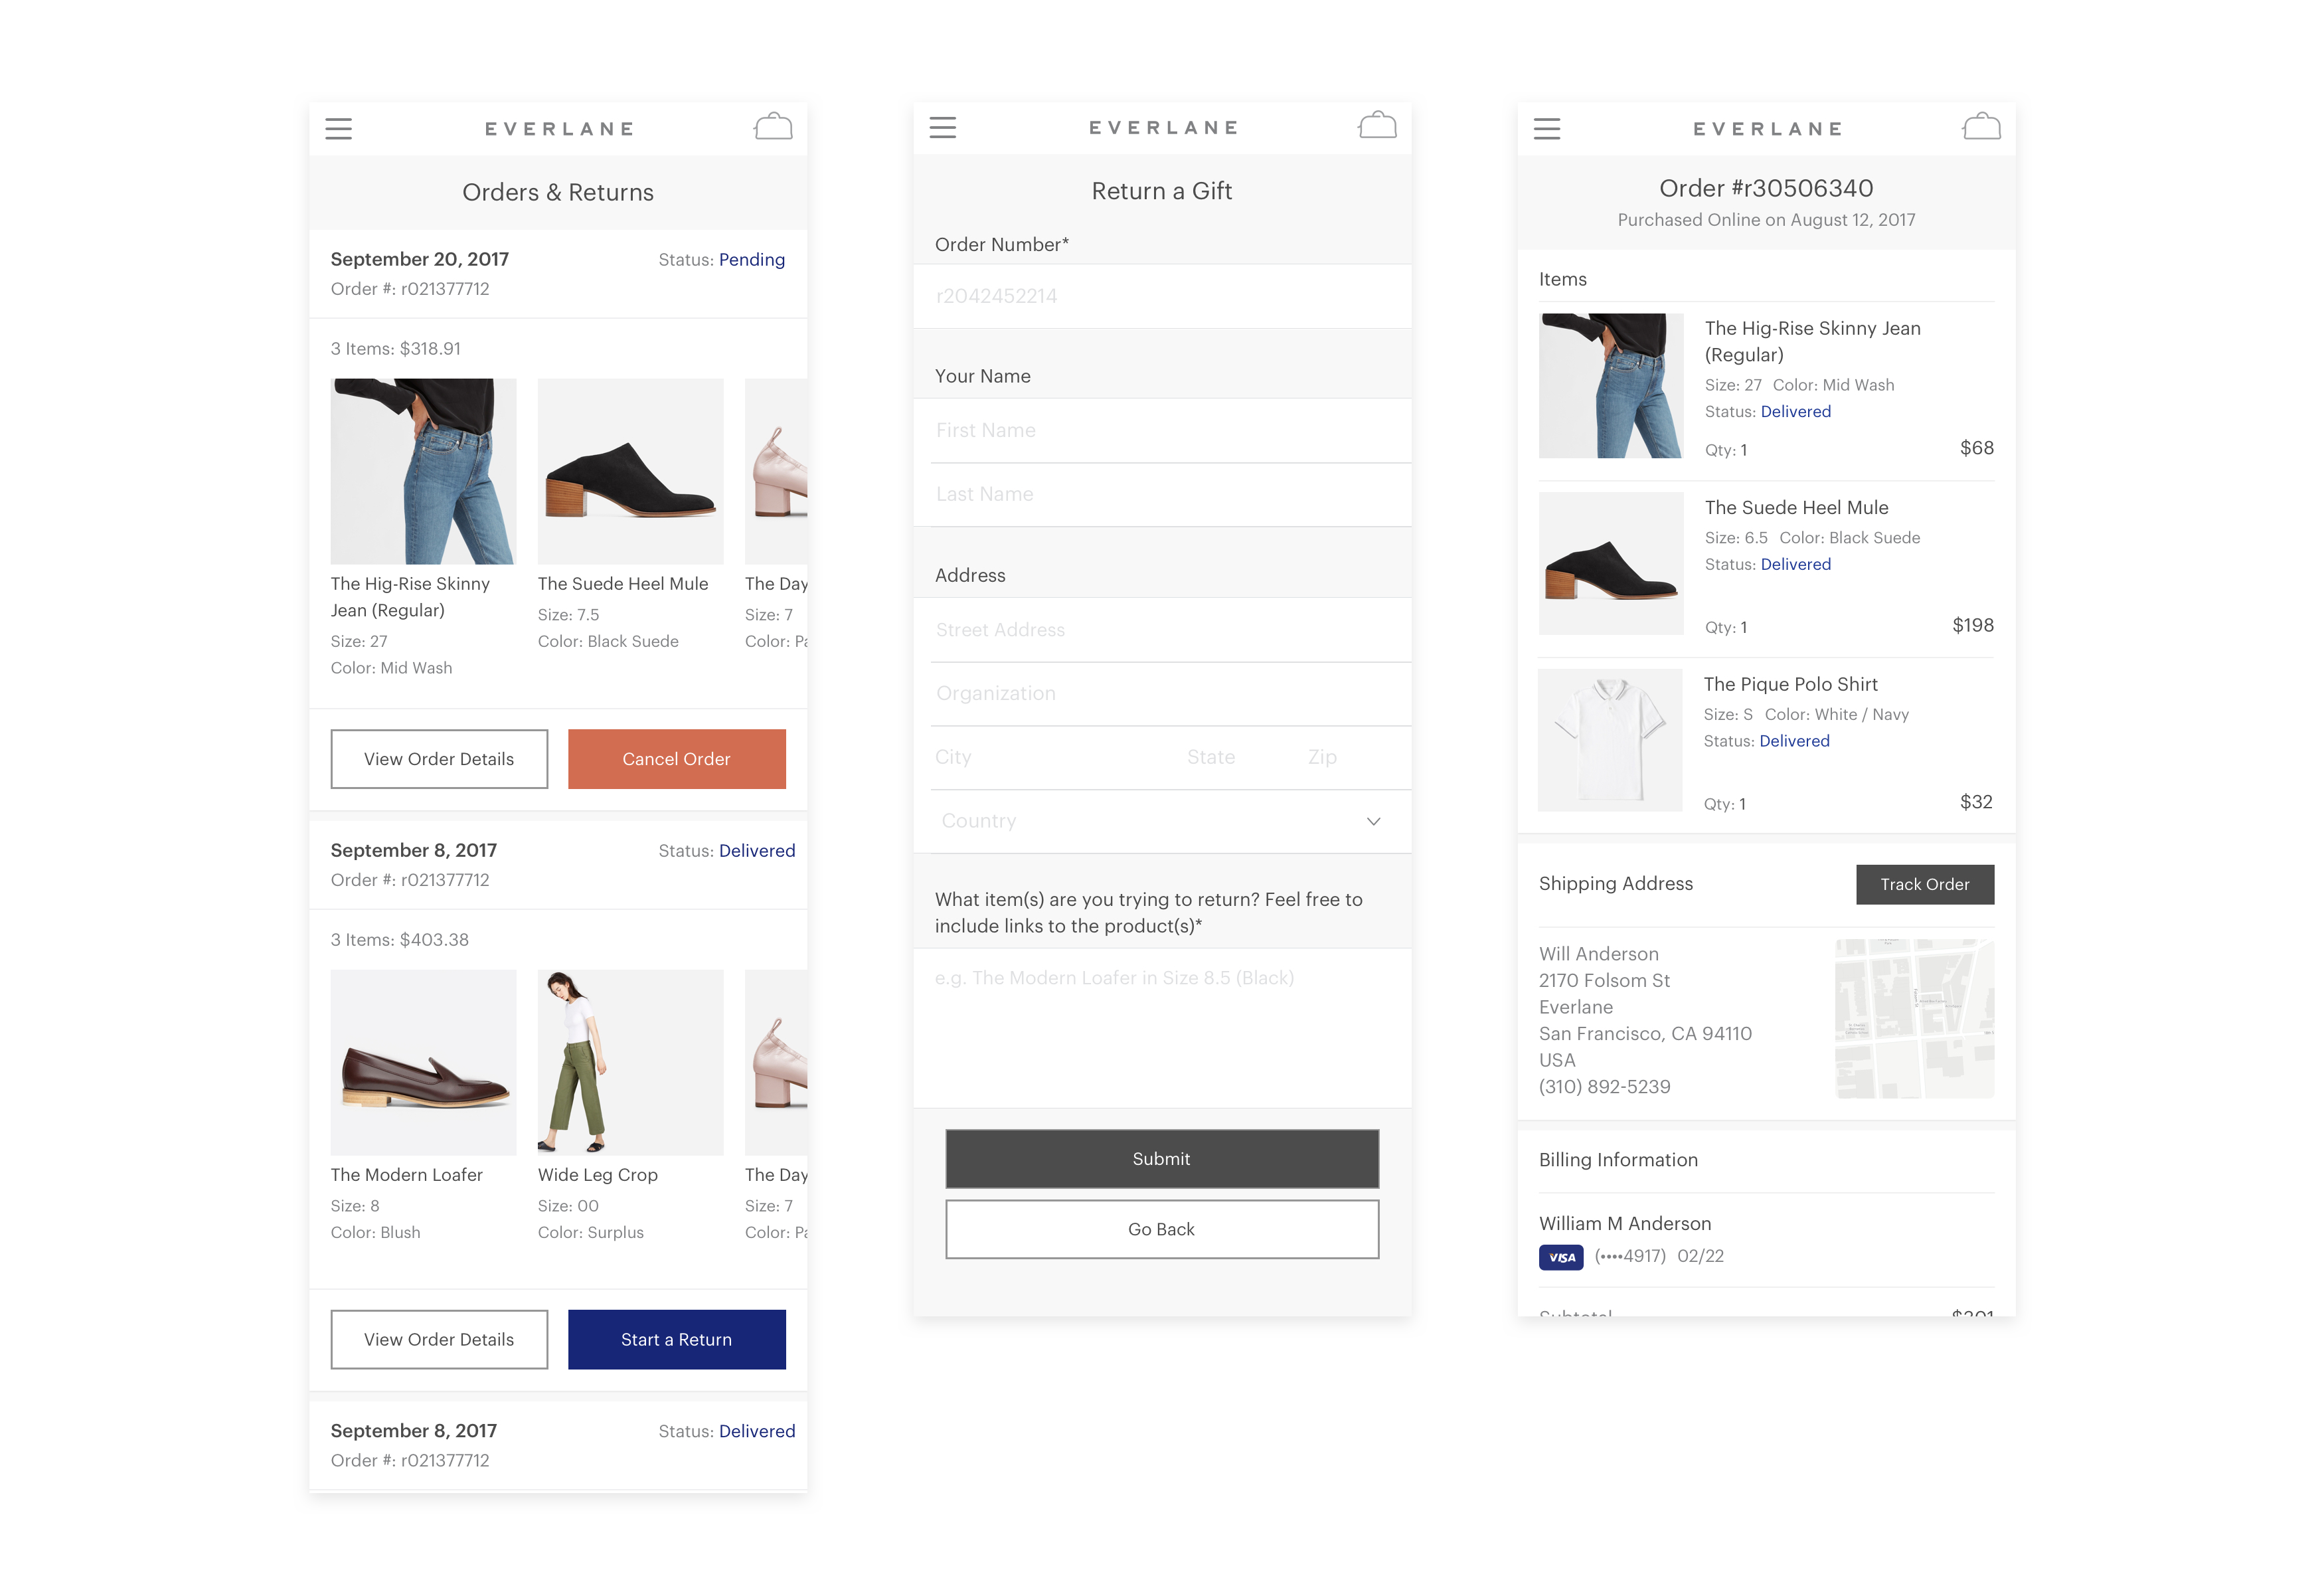 EVERLANE
Orders & Returns
September 20, 2017 Status: Pending
Order #: r021377712
3 Items: $318.91
The Hig-Rise Skinny
Jean (Regular)
Size: 27
Color: Mid Wash
The Suede Heel Mule
Size: 7.5
Color: Black Suede
The Day
Size: 7
Color: Pa
View Order Details
Cancel Order
September 8, 2017 Status: Delivered
Order #: r021377712
3 Items: $403.38
The Modern Loafer
Size: 8
Color: Blush
Wide Leg Crop
Size: 00
Color: Surplus
The Day
Size: 7
Color: Pa
View Order Details
Start a Return
September 8, 2017 Status: Delivered
Order #: r021377712
EVERLANE
Return a Gift
Order Number*
r2042452214
Your Name
First Name
Last Name
Address
Street Address
Organization
City State Zip
Country
What item(s) are you trying to return? Feel free to
include links to the product(s)*
e.g. The Modern Loafer in Size 8.5 (Black)
Submit
Go Back
EVERLANE
Order #r30506340
Purchased Online on August 12, 2017
Items
The Hig-Rise Skinny Jean
(Regular)
Size: 27 Color: Mid Wash
Status: Delivered
Qty: 1 $68
The Suede Heel Mule
Size: 6.5 Color: Black Suede
Status: Delivered
Qty: 1 $198
The Pique Polo Shirt
Size: S Color: White / Navy
Status: Delivered
Qty: 1 $32
Shipping Address
Track Order
Will Anderson
2170 Folsom St
Everlane
San Francisco, CA 94110
USA
(310) 892-5239
Billing Information
William M Anderson
VISA (••••4917) 02/22
Subtotal